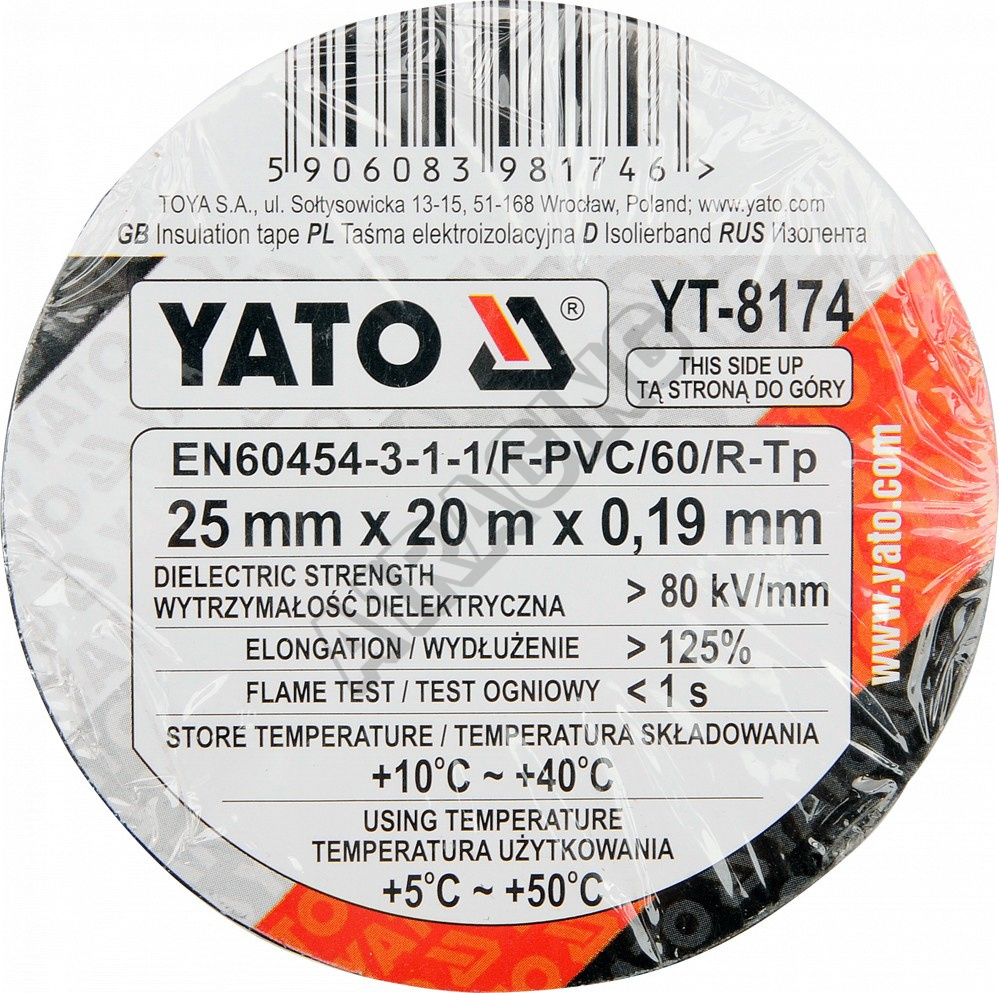 5 906083 981746 >
TOYA S.A., ul. Sołtysowicka 13-15, 51-168 Wrocław, Poland; www.yato.com
GB Insulation tape PL Taśma elektroizolacyjna D Isolierband RUS Изолента
YATO ®
YT-8174
THIS SIDE UP
TĄ STRONĄ DO GÓRY
EN60454-3-1-1/F-PVC/60/R-Tp
25 mm x 20 m x 0,19 mm
DIELECTRIC STRENGTH
WYTRZYMAŁOŚĆ DIELEKTRYCZNA > 80 kV/mm
ELONGATION / WYDŁUŻENIE > 125%
FLAME TEST / TEST OGNIOWY < 1 s
STORE TEMPERATURE / TEMPERATURA SKŁADOWANIA
+10°C ~ +40°C
USING TEMPERATURE
TEMPERATURA UŻYTKOWANIA
+5°C ~ +50°C
www.yato.com